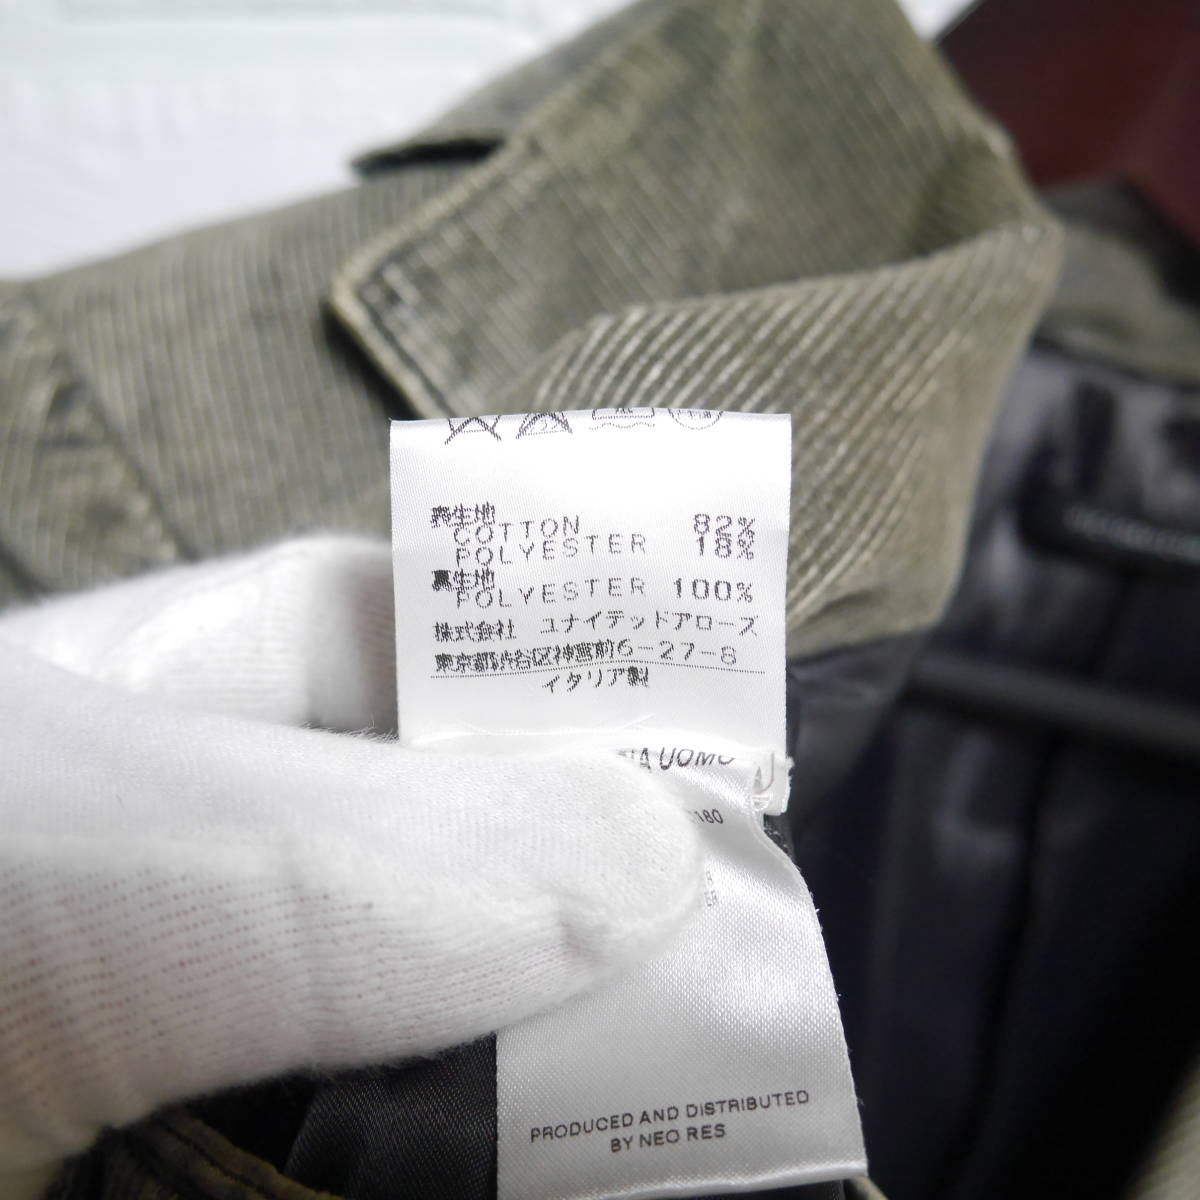 表生地
COTTON 82%
POLYESTER 18%
裏生地
POLYESTER 100%
株式会社 ユナイテッドアローズ
東京都渋谷区神宮前6-27-8
イタリア製
UOMO
180
PRODUCED AND DISTRIBUTED
BY NEO RES